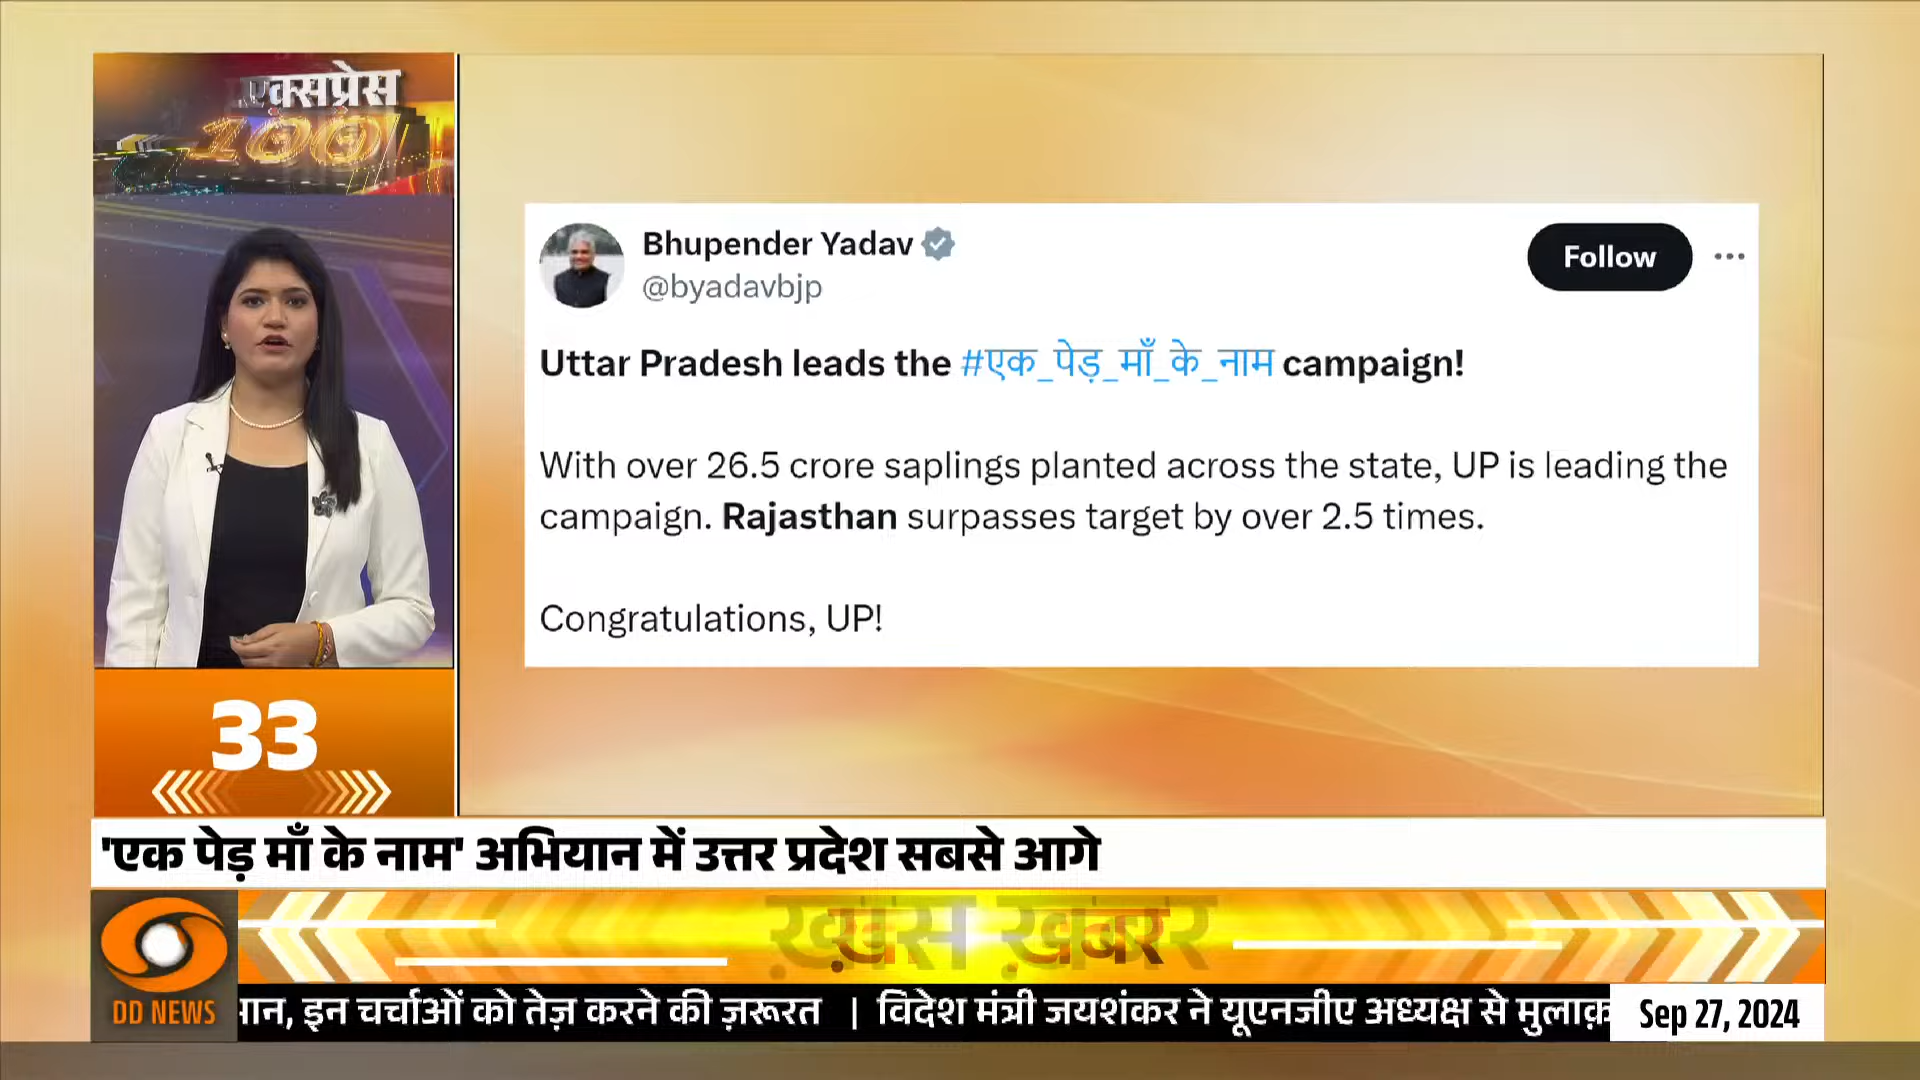 एक्सप्रेस
100
Bhupender Yadav
@byadavbjp
Follow
Uttar Pradesh leads the #एक_पेड़_माँ_के_नाम campaign!
With over 26.5 crore saplings planted across the state, UP is leading the
campaign. Rajasthan surpasses target by over 2.5 times.
Congratulations, UP!
33
'एक पेड़ माँ के नाम' अभियान में उत्तर प्रदेश सबसे आगे
ख़ास ख़बर
DD NEWS
इन चर्चाओं को तेज़ करने की ज़रूरत | विदेश मंत्री जयशंकर ने यूएनजीए अध्यक्ष से
Sep 27, 2024